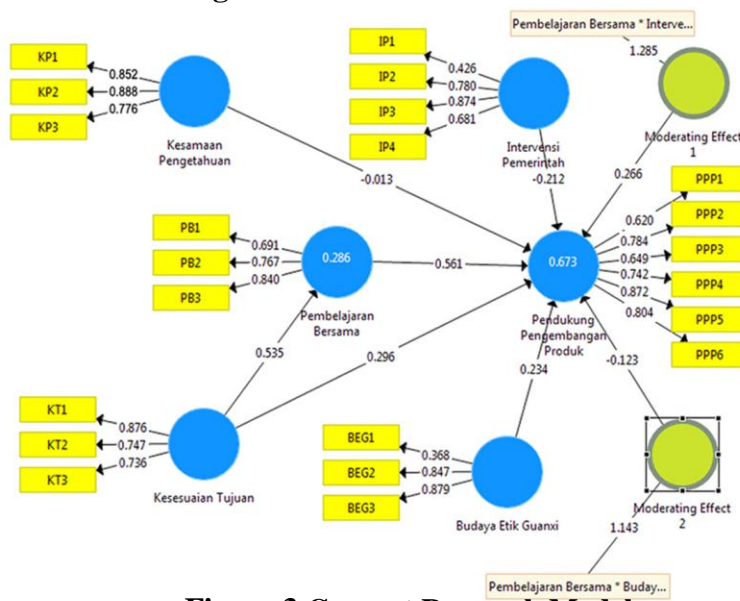 Pembelajaran Bersama * Interve...
1.285
KP1
KP2
KP3
0.852
0.888
0.776
Kesamaan
Pengetahuan
IP1
IP2
IP3
IP4
0.426
0.780
0.874
0.681
Intervensi
Pemerintah
Moderating Effect
1
-0.013
-0.212
0.266
PPP1
PPP2
PPP3
PPP4
PPP5
PPP6
0.620
0.784
0.649
0.742
0.872
0.804
PB1
PB2
PB3
0.691
0.767
0.840
0.286
Pembelajaran
Bersama
0.561
0.673
Pendukung
Pengembangan
Produk
0.535
0.296
0.234
-0.123
KT1
KT2
KT3
0.876
0.747
0.736
Kesesuaian Tujuan
BEG1
BEG2
BEG3
0.368
0.847
0.879
Budaya Etik Guanxi
Moderating Effect
2
1.143
Pembelajaran Bersama * Buday...